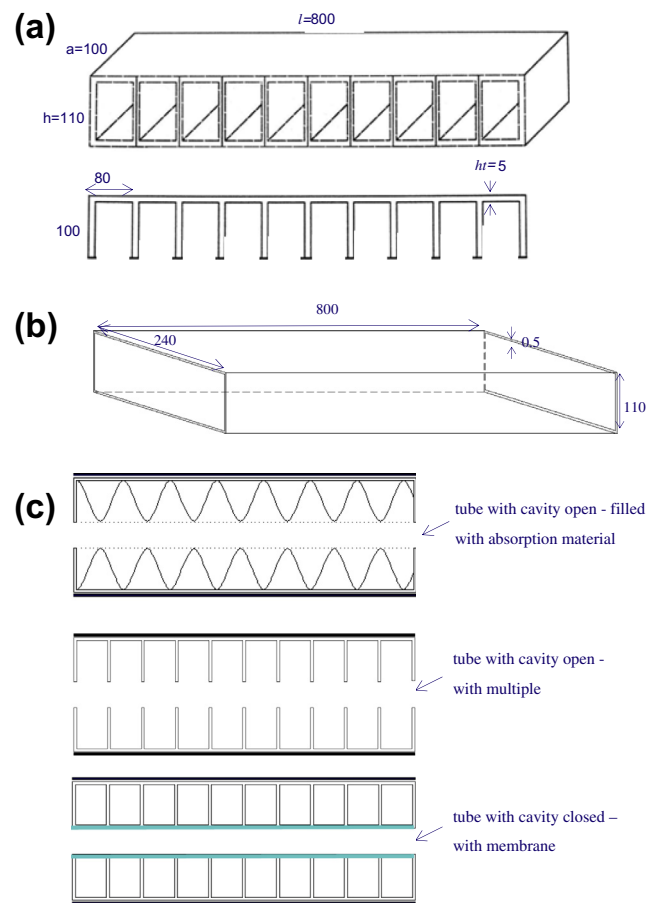 (a)
l=800
a=100
h=110
80
ht=5
100
(b)
800
240
0.5
110
(c)
tube with cavity open - filled
with absorption material
tube with cavity open -
with multiple
tube with cavity closed –
with membrane